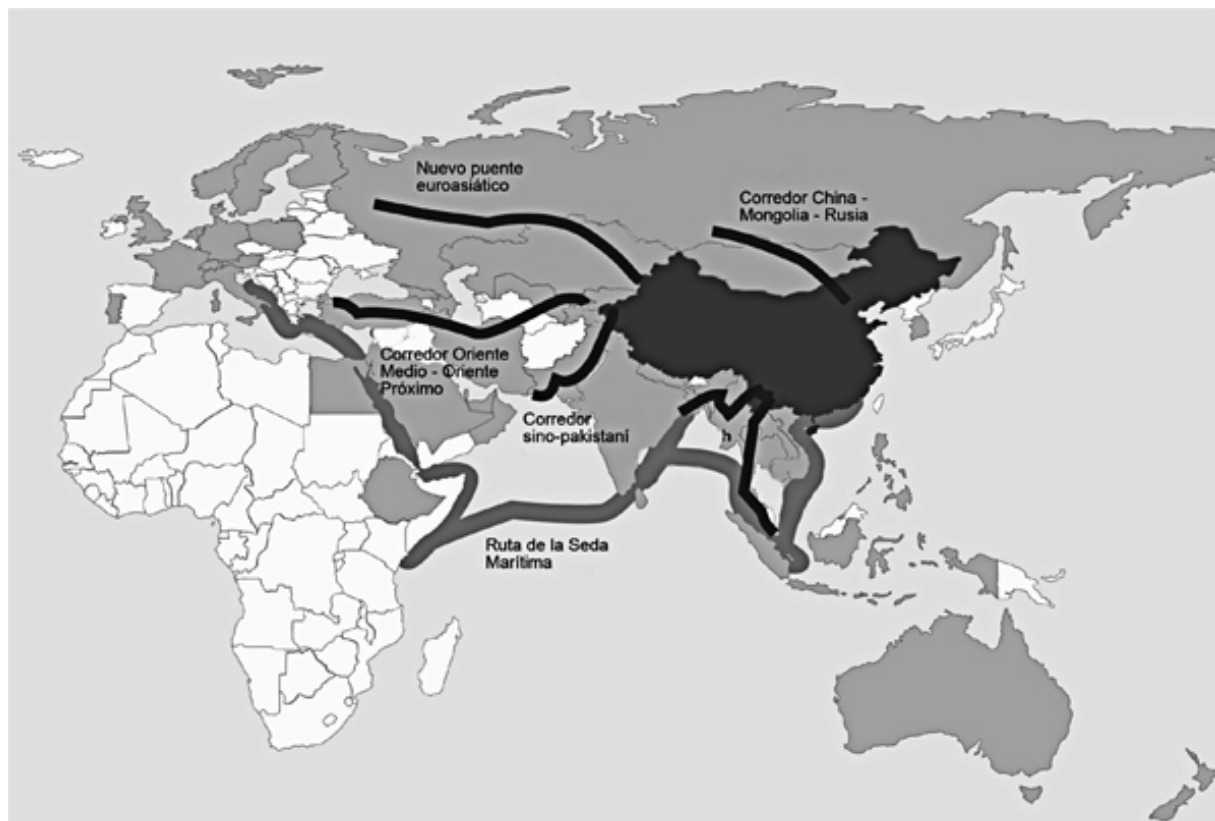 Nuevo puente
euroasiático
Corredor China -
Mongolia - Rusia
Corredor Oriente
Medio - Oriente
Próximo
Corredor
sino-pakistaní
h
Ruta de la Seda
Marítima